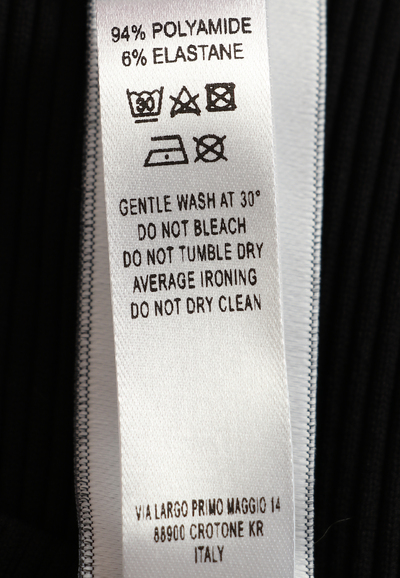 94% POLYAMIDE
6% ELASTANE
30
GENTLE WASH AT 30°
DO NOT BLEACH
DO NOT TUMBLE DRY
AVERAGE IRONING
DO NOT DRY CLEAN
VIA LARGO PRIMO MAGGIO 14
88900 CROTONE KR
ITALY